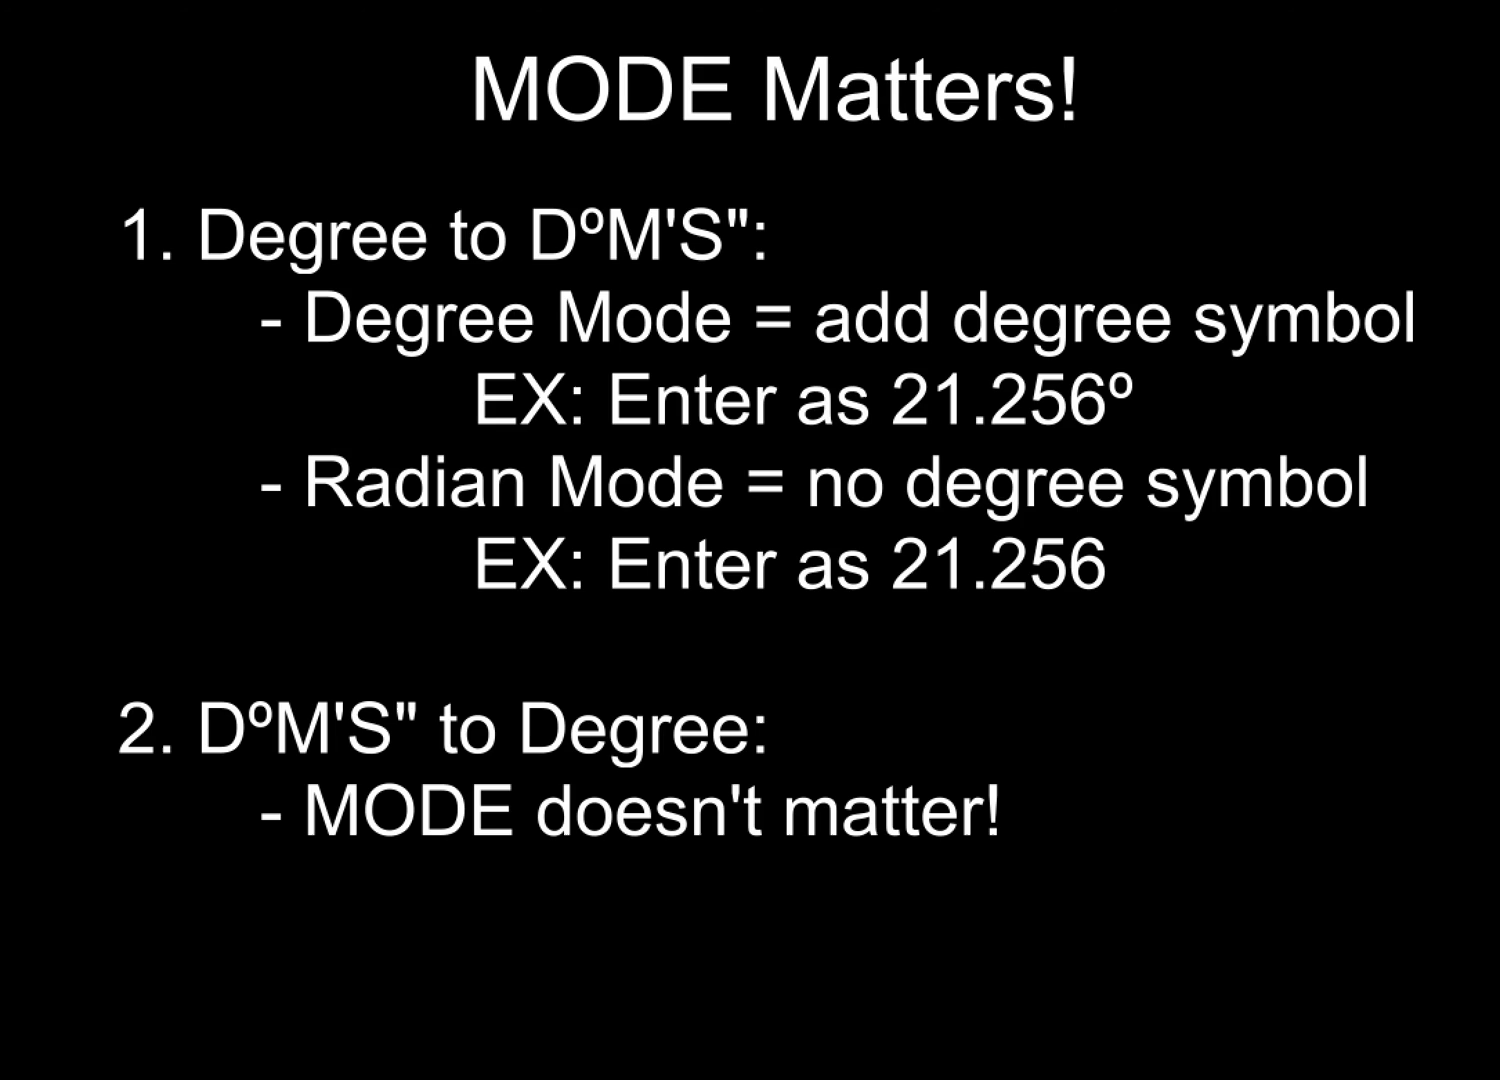 MODE Matters!
1. Degree to DºM'S":
- Degree Mode = add degree symbol
EX: Enter as 21.256º
- Radian Mode = no degree symbol
EX: Enter as 21.256
2. DºM'S" to Degree:
- MODE doesn't matter!